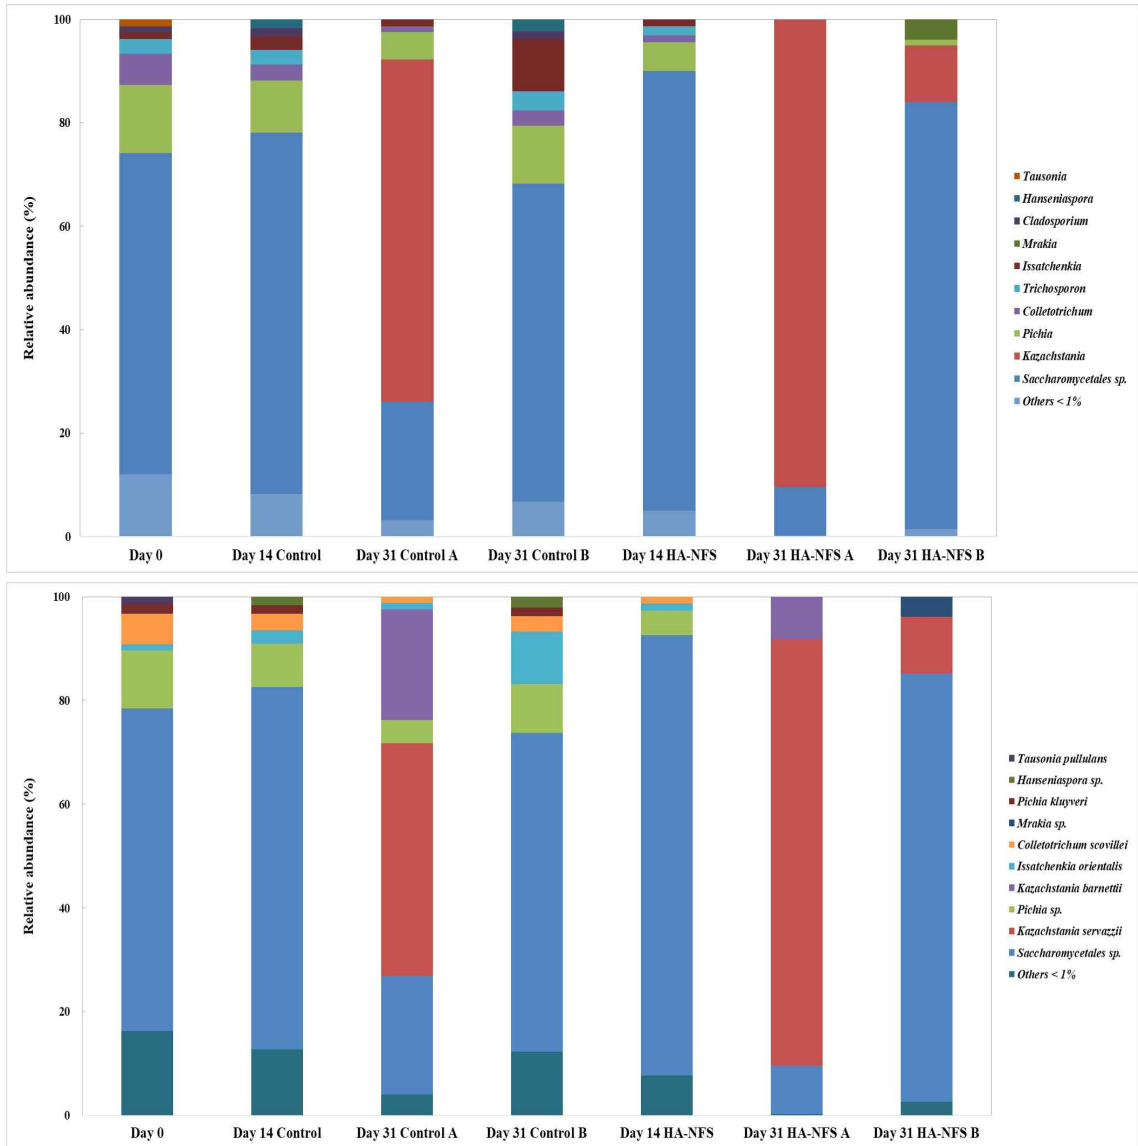 100
80
60
40
20
0
Relative abundance (%)
Tausonia
Hanseniaspora
Cladosporium
Mrakia
Issatchenkia
Trichosporon
Colletotrichum
Pichia
Kazachstania
Saccharomycetales sp.
Others < 1%
Day 0 Day 14 Control Day 31 Control A Day 31 Control B Day 14 HA-NFS Day 31 HA-NFS A Day 31 HA-NFS B
100
80
60
40
20
0
Relative abundance (%)
Tausonia pullulans
Hanseniaspora sp.
Pichia kluyveri
Mrakia sp.
Colletotrichum scovillei
Issatchenkia orientalis
Kazachstania barnettii
Pichia sp.
Kazachstania servazzii
Saccharomycetales sp.
Others < 1%
Day 0 Day 14 Control Day 31 Control A Day 31 Control B Day 14 HA-NFS Day 31 HA-NFS A Day 31 HA-NFS B